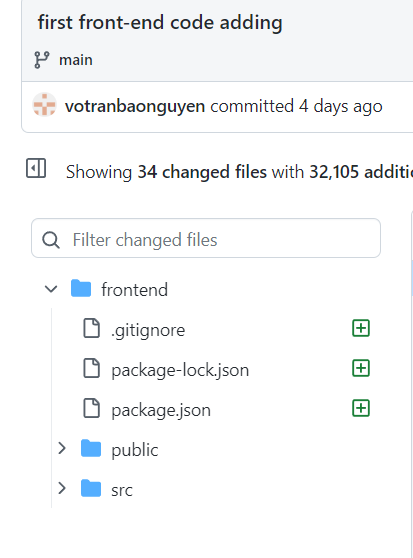 first front-end code adding
main
votranbaonguyen committed 4 days ago
Showing 34 changed files with 32,105 additi
Filter changed files
frontend
.gitignore
package-lock.json
package.json
public
src